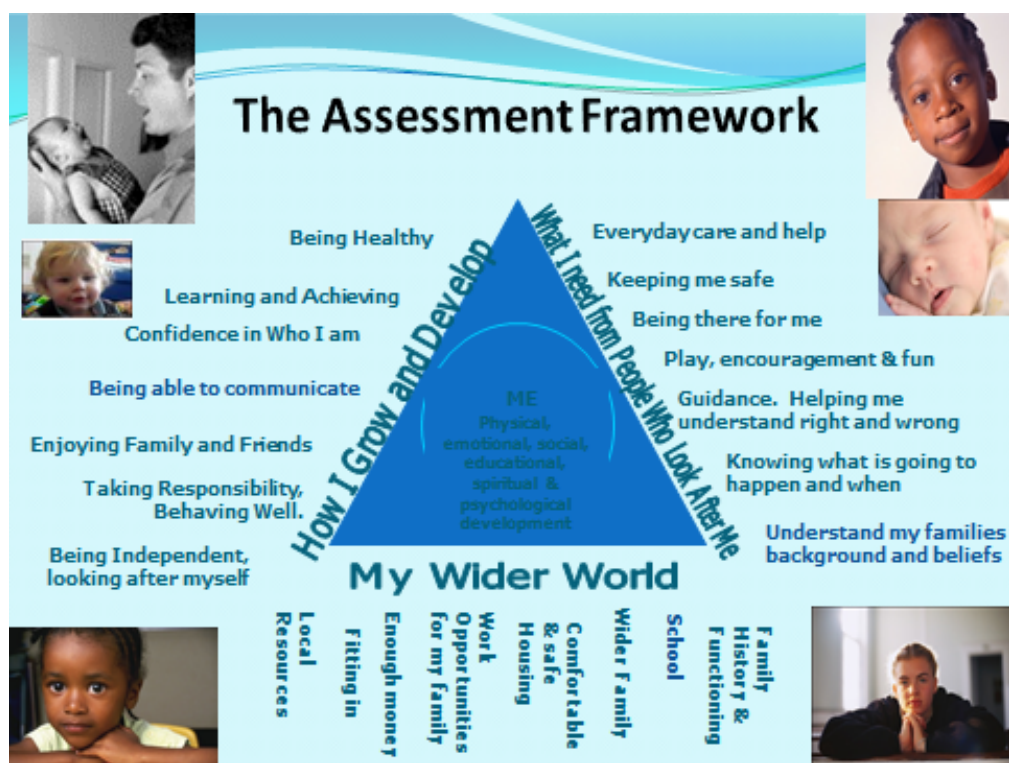 The Assessment Framework
Being Healthy
Learning and Achieving
Confidence in Who I am
Being able to communicate
Enjoying Family and Friends
Taking Responsibility,
Behaving Well.
Being Independent,
looking after myself
How I Grow and Develop
What I need from People Who Look After Me
Everyday care and help
Keeping me safe
Being there for me
Play, encouragement & fun
Guidance. Helping me
understand right and wrong
Knowing what is going to
happen and when
Understand my families
background and beliefs
ME
Physical,
emotional, social,
educational,
spiritual &
psychological
development
My Wider World
Local
Resources
Fitting in
Enough money
Work
Opportunities
for my family
Comfortable
& safe
Housing
Wider Family
School
Family
History &
Functioning